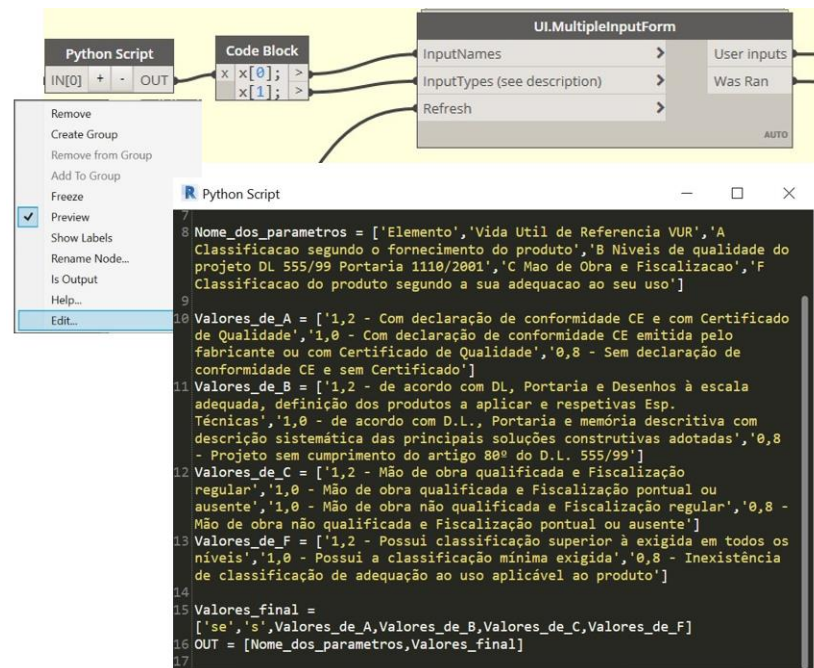 UI.MultipleInputForm
Python Script
Code Block
InputNames
>
User inputs
IN[0] + - OUT
x x[0]; >
x[1]; >
InputTypes (see description)
>
Was Ran
Refresh
>
AUTO
Remove
Create Group
Remove from Group
Add To Group
Freeze
Preview
Show Labels
Rename Node...
Is Output
Help...
Edit...
R Python Script
7
8 Nome_dos_parametros = ['Elemento','Vida Util de Referencia VUR','A
Classificacao segundo o fornecimento do produto','B Niveis de qualidade do
projeto DL 555/99 Portaria 1110/2001','C Mao de Obra e Fiscalizacao','F
Classificacao do produto segundo a sua adequacao ao seu uso']
9
10 Valores_de_A = ['1,2 - Com declaração de conformidade CE e com Certificado
de Qualidade','1,0 - Com declaração de conformidade CE emitida pelo
fabricante ou com Certificado de Qualidade','0,8 - Sem declaração de
conformidade CE e sem Certificado']
11 Valores_de_B = ['1,2 - de acordo com DL, Portaria e Desenhos à escala
adequada, definição dos produtos a aplicar e respetivas Esp.
Técnicas','1,0 - de acordo com D.L., Portaria e memória descritiva com
descrição sistemática das principais soluções construtivas adotadas','0,8
- Projeto sem cumprimento do artigo 80º do D.L. 555/99']
12 Valores_de_C = ['1,2 - Mão de obra qualificada e Fiscalização
regular','1,0 - Mão de obra qualificada e Fiscalização pontual ou
ausente','1,0 - Mão de obra não qualificada e Fiscalização regular','0,8 -
Mão de obra não qualificada e Fiscalização pontual ou ausente']
13 Valores_de_F = ['1,2 - Possui classificação superior à exigida em todos os
níveis','1,0 - Possui a classificação mínima exigida','0,8 - Inexistência
de classificação de adequação ao uso aplicável ao produto']
14
15 Valores_final =
['se','s',Valores_de_A,Valores_de_B,Valores_de_C,Valores_de_F]
16 OUT = [Nome_dos_parametros,Valores_final]
17